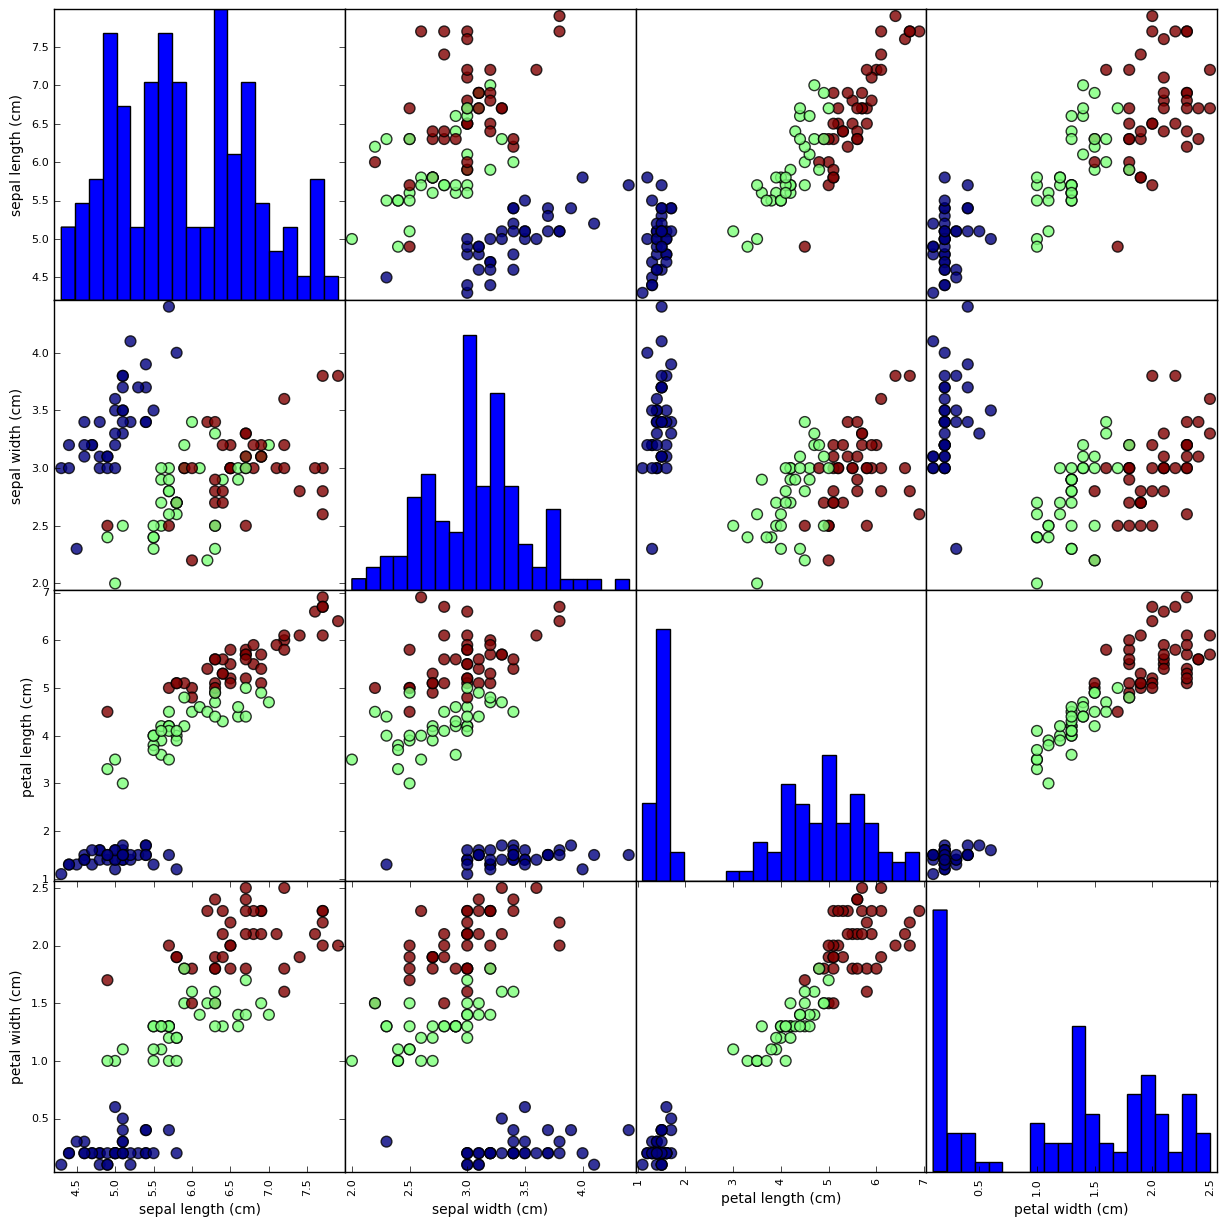 sepal length (cm)
7.5
7.0
6.5
6.0
5.5
5.0
4.5
sepal width (cm)
4.0
3.5
3.0
2.5
2.0
petal length (cm)
7
6
5
4
3
2
1
petal width (cm)
2.5
2.0
1.5
1.0
0.5
4.5 5.0 5.5 6.0 6.5 7.0 7.5
2.0 2.5 3.0 3.5 4.0
1 2 3 4 5 6 7
0.5 1.0 1.5 2.0 2.5
sepal length (cm)
sepal width (cm)
petal length (cm)
petal width (cm)